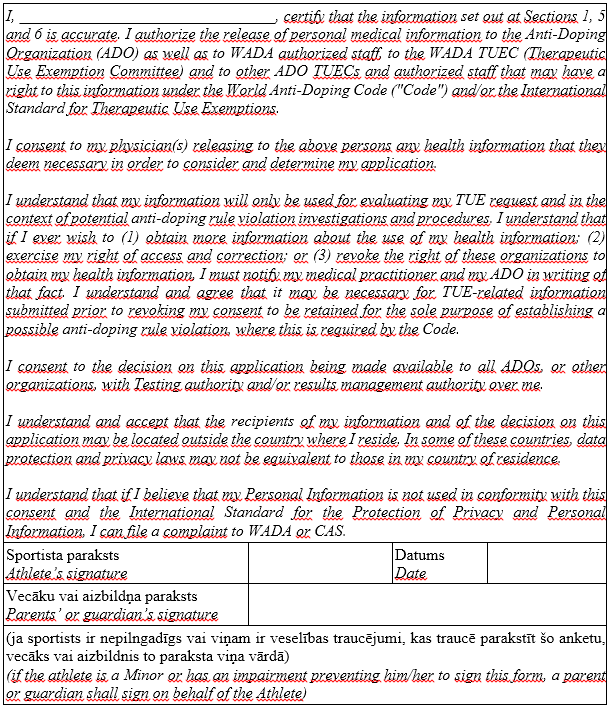 I, ___________________________, certify that the information set out at Sections 1, 5
and 6 is accurate. I authorize the release of personal medical information to the Anti-Doping
Organization (ADO) as well as to WADA authorized staff, to the WADA TUEC (Therapeutic
Use Exemption Committee) and to other ADO TUECs and authorized staff that may have a
right to this information under the World Anti-Doping Code ("Code") and/or the International
Standard for Therapeutic Use Exemptions.
I consent to my physician(s) releasing to the above persons any health information that they
deem necessary in order to consider and determine my application.
I understand that my information will only be used for evaluating my TUE request and in the
context of potential anti-doping rule violation investigations and procedures. I understand that
if I ever wish to (1) obtain more information about the use of my health information; (2)
exercise my right of access and correction; or (3) revoke the right of these organizations to
obtain my health information, I must notify my medical practitioner and my ADO in writing of
that fact. I understand and agree that it may be necessary for TUE-related information
submitted prior to revoking my consent to be retained for the sole purpose of establishing a
possible anti-doping rule violation, where this is required by the Code.
I consent to the decision on this application being made available to all ADOs, or other
organizations, with Testing authority and/or results management authority over me.
I understand and accept that the recipients of my information and of the decision on this
application may be located outside the country where I reside. In some of these countries, data
protection and privacy laws may not be equivalent to those in my country of residence.
I understand that if I believe that my Personal Information is not used in conformity with this
consent and the International Standard for the Protection of Privacy and Personal
Information, I can file a complaint to WADA or CAS.
Sportista paraksts
Athlete's signature
Datums
Date
Vecāku vai aizbildņa paraksts
Parents' or guardian's signature
(ja sportists ir nepilngadīgs vai viņam ir veselības traucējumi, kas traucē parakstīt šo anketu,
vecāks vai aizbildnis to paraksta viņa vārdā)
(if the athlete is a Minor or has an impairment preventing him/her to sign this form, a parent
or guardian shall sign on behalf of the Athlete)